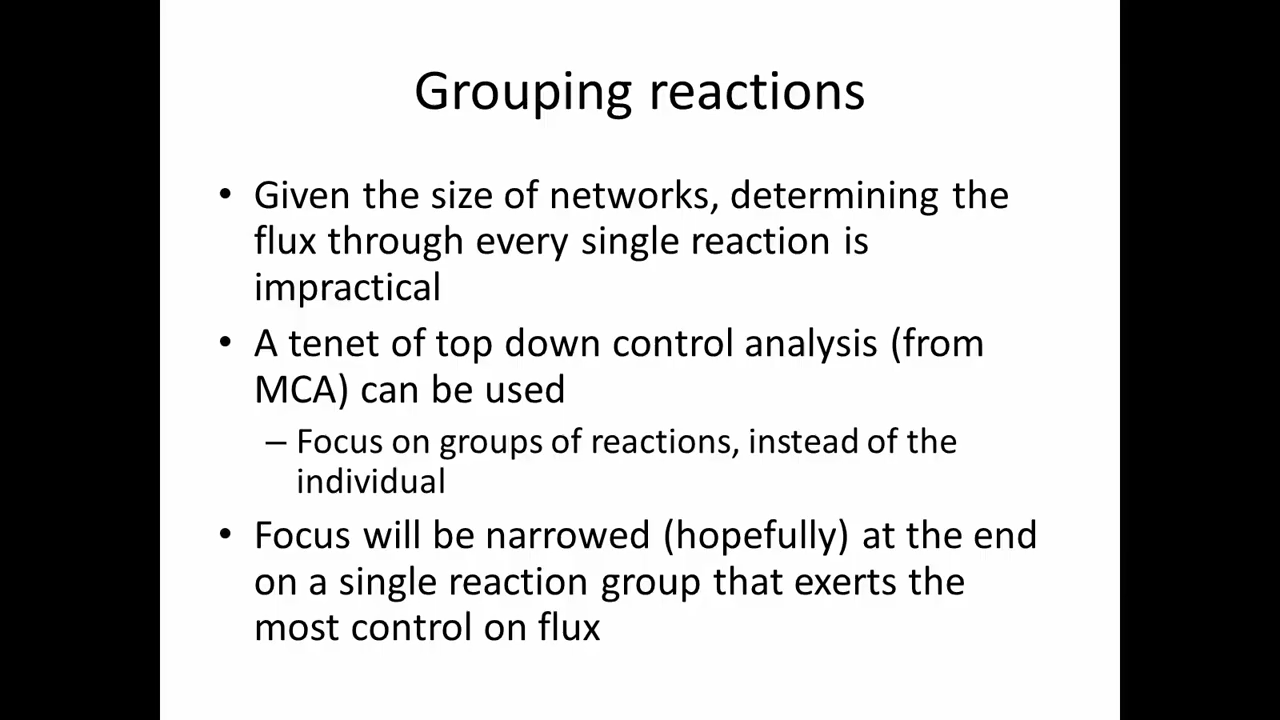 Grouping reactions
• Given the size of networks, determining the
flux through every single reaction is
impractical
• A tenet of top down control analysis (from
MCA) can be used
– Focus on groups of reactions, instead of the
individual
• Focus will be narrowed (hopefully) at the end
on a single reaction group that exerts the
most control on flux